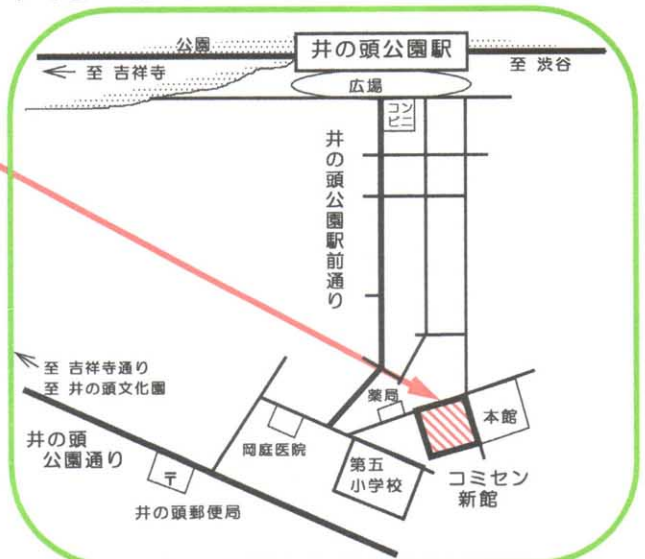 公園
井の頭公園駅
← 至 吉祥寺
至 渋谷
広場
コン
ビニ
井の頭公園駅前通り
至 吉祥寺通り
至 井の頭文化園
薬局
本館
井の頭
公園通り
岡庭医院
第五
小学校
コミセン
新館
〒
井の頭郵便局